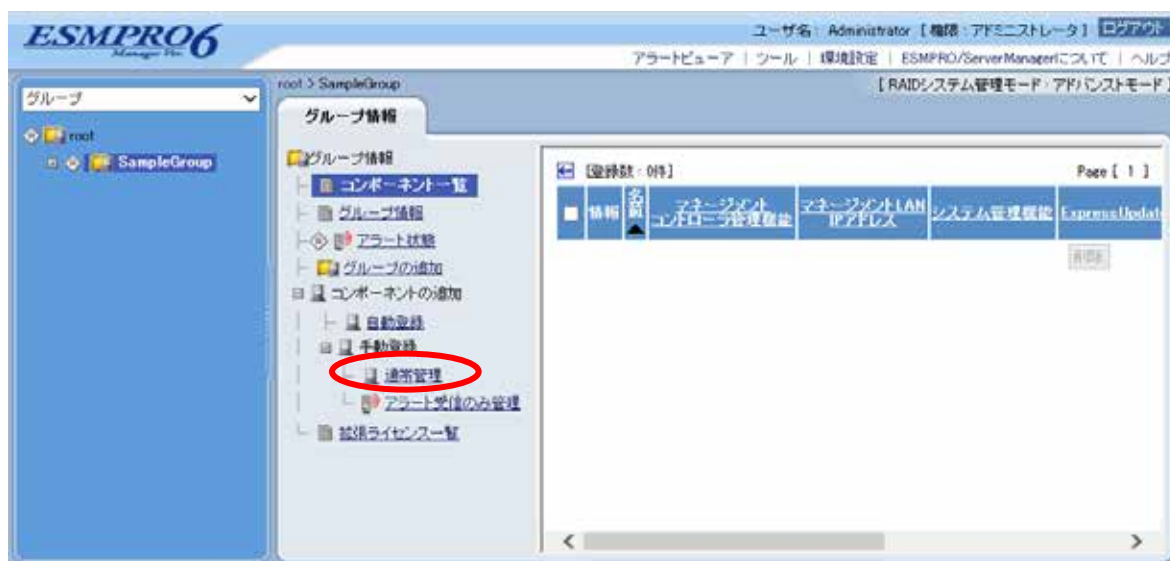 ESMPRO6
Manager Ver.
ユーザ名: Administrator [ 権限:アドミニストレータ ] ログアウト
アラートビューア | ツール | 環境設定 | ESMPRO/ServerManagerについて | ヘルプ
[ RAIDシステム管理モード:アドバンストモード ]
グループ
root
SampleGroup
root > SampleGroup
グループ情報
グループ情報
コンポーネント一覧
グループ情報
アラート状態
グループの追加
コンポーネントの追加
自動登録
手動登録
通常管理
アラート受信のみ管理
拡張ライセンス一覧
[登録数:0件] Page [ 1 ]
情報 名前 マネージメントコントローラ管理機能 マネージメントLAN IPアドレス システム管理機能 ExpressUpdat
削除